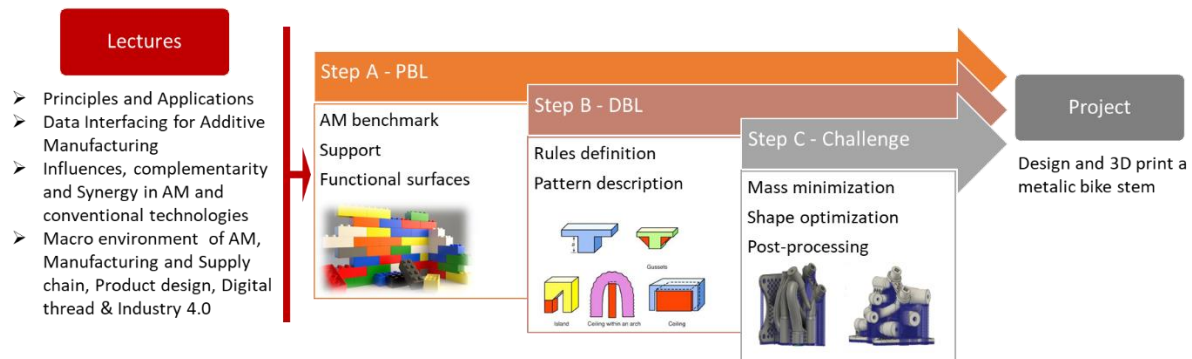 Lectures
➢ Principles and Applications
➢ Data Interfacing for Additive
Manufacturing
➢ Influences, complementarity
and Synergy in AM and
conventional technologies
➢ Macro environment of AM,
Manufacturing and Supply
chain, Product design, Digital
thread & Industry 4.0
Step A - PBL
AM benchmark
Support
Functional surfaces
Step B - DBL
Rules definition
Pattern description
Gussets
Island
Ceiling within an arch
Ceiling
Step C - Challenge
Mass minimization
Shape optimization
Post-processing
Project
Design and 3D print a
metalic bike stem